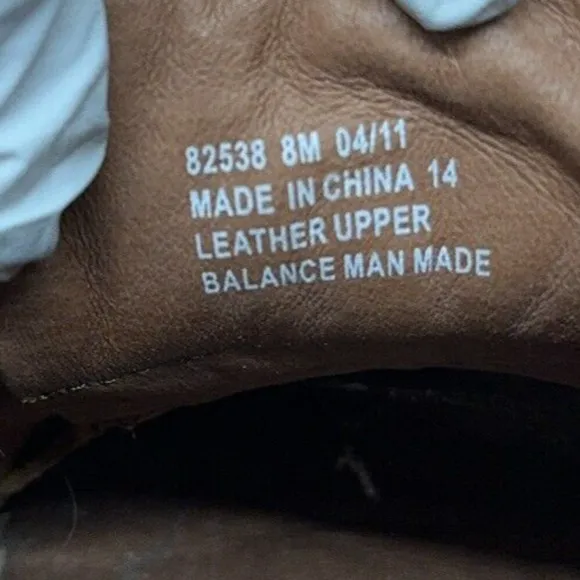 82538 8M 04/11
MADE IN CHINA 14
LEATHER UPPER
BALANCE MAN MADE